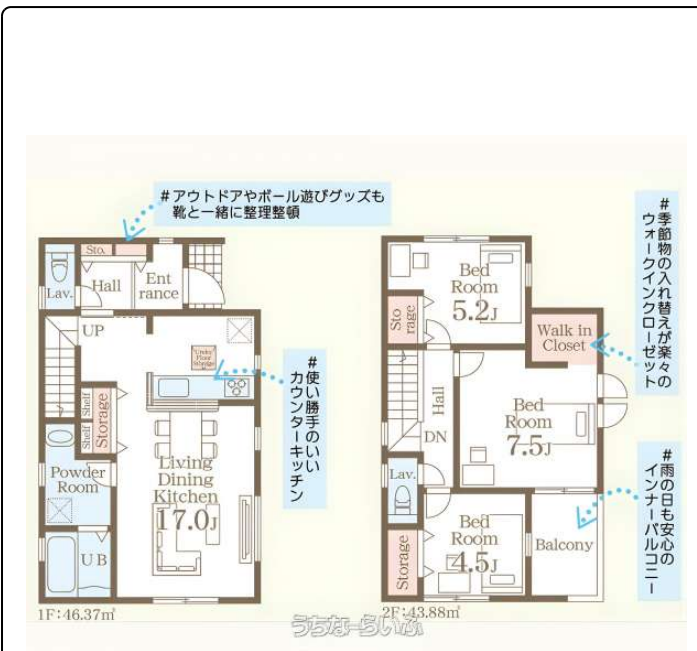 #アウトドアやボール遊びグッズも
靴と一緒に整理整頓
Sto.
Lav.
Hall
Ent
rance
UP
Under
Floor
Storage
#使い勝手のいい
カウンターキッチン
Shelf
Shelf
Storage
Powder
Room
Living
Dining
Kitchen
17.0J
UB
1F:46.37㎡
Bed
Room
5.2J
Sto
rage
Walk in
Closet
#季節物の入れ替えが楽々の
ウォークインクローゼット
Hall
DN
Bed
Room
7.5J
Lav.
Storage
Bed
Room
4.5J
Balcony
#雨の日も安心の
インナーバルコニー
2F:43.88㎡
うちなーらいふ